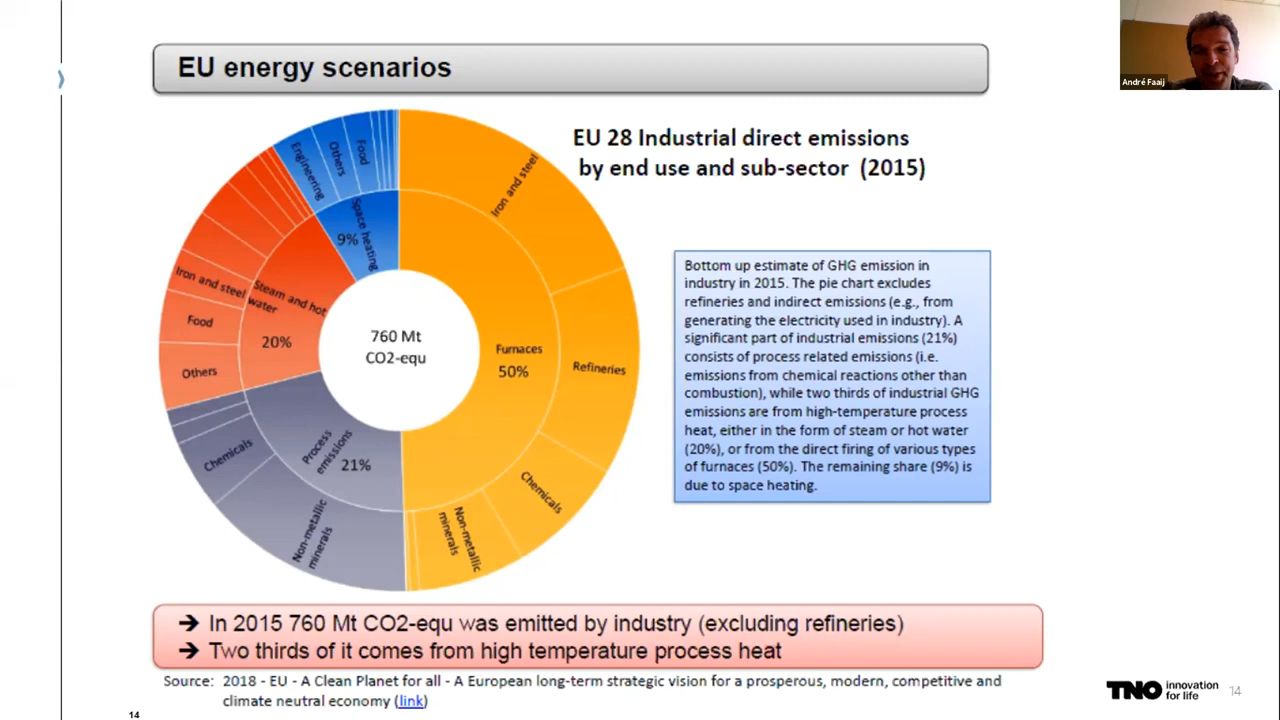 EU energy scenarios
André Faaij
EU 28 Industrial direct emissions
by end use and sub-sector (2015)
Engineering
Others
Food
Space heating
9%
Iron and steel
Iron and steel
Steam and hot
water
20%
Food
Others
760 Mt
CO2-equ
Furnaces
50%
Refineries
Process
emissions
21%
Chemicals
Non-metallic
minerals
Non-metallic
minerals
Chemicals
Bottom up estimate of GHG emission in
industry in 2015. The pie chart excludes
refineries and indirect emissions (e.g., from
generating the electricity used in industry). A
significant part of industrial emissions (21%)
consists of process related emissions (i.e.
emissions from chemical reactions other than
combustion), while two thirds of industrial GHG
emissions are from high-temperature process
heat, either in the form of steam or hot water
(20%), or from the direct firing of various types
of furnaces (50%). The remaining share (9%) is
due to space heating.
➔ In 2015 760 Mt CO2-equ was emitted by industry (excluding refineries)
➔ Two thirds of it comes from high temperature process heat
Source: 2018 - EU - A Clean Planet for all - A European long-term strategic vision for a prosperous, modern, competitive and
climate neutral economy (link)
TNO innovation
for life
14
14